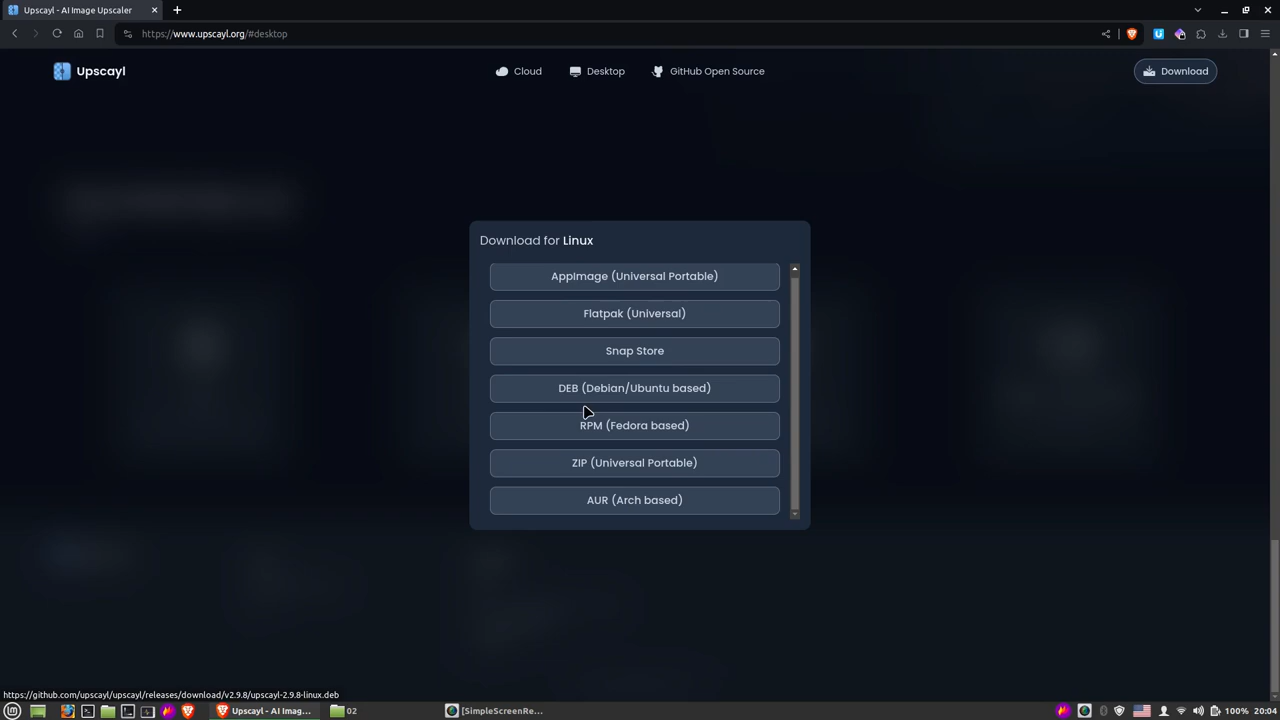 Upscayl - AI Image Upscaler
https://www.upscayl.org/#desktop
Upscayl
Cloud
Desktop
GitHub Open Source
Download
Download for Linux
AppImage (Universal Portable)
Flatpak (Universal)
Snap Store
DEB (Debian/Ubuntu based)
RPM (Fedora based)
ZIP (Universal Portable)
AUR (Arch based)
https://github.com/upscayl/upscayl/releases/download/v2.9.8/upscayl-2.9.8-linux.deb
Upscayl - AI Imag...
02
[SimpleScreenRe...
100%
20:04